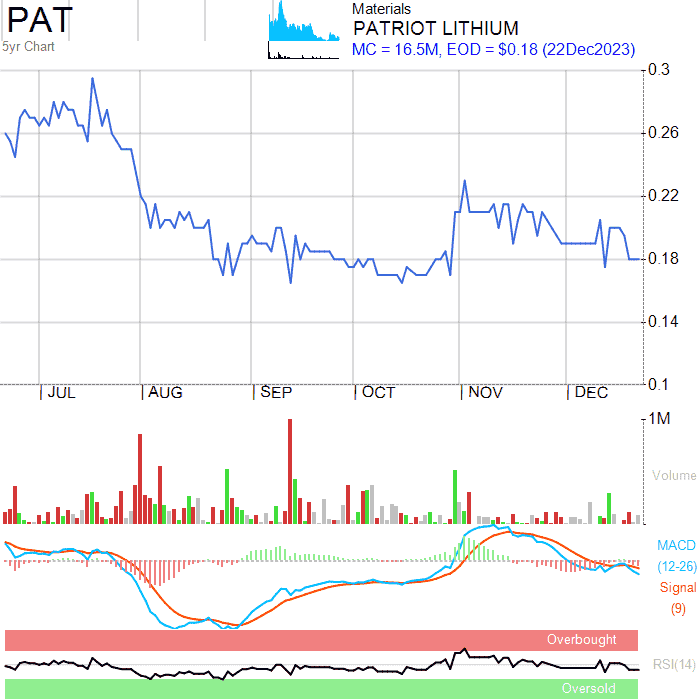 PAT
5yr Chart
Materials
PATRIOT LITHIUM
MC = 16.5M, EOD = $0.18 (22Dec2023)
0.3
0.26
0.22
0.18
0.14
0.1
JUL AUG SEP OCT NOV DEC
1M
Volume
MACD
(12-26)
Signal
(9)
Overbought
RSI(14)
Oversold